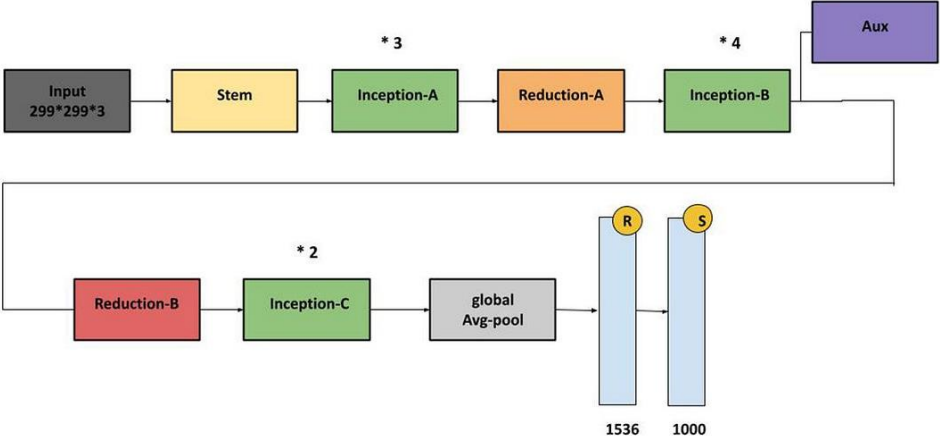 * 3
* 4
Aux
Input
299*299*3
Stem
Inception-A
Reduction-A
Inception-B
* 2
Reduction-B
Inception-C
global
Avg-pool
R
S
1536
1000